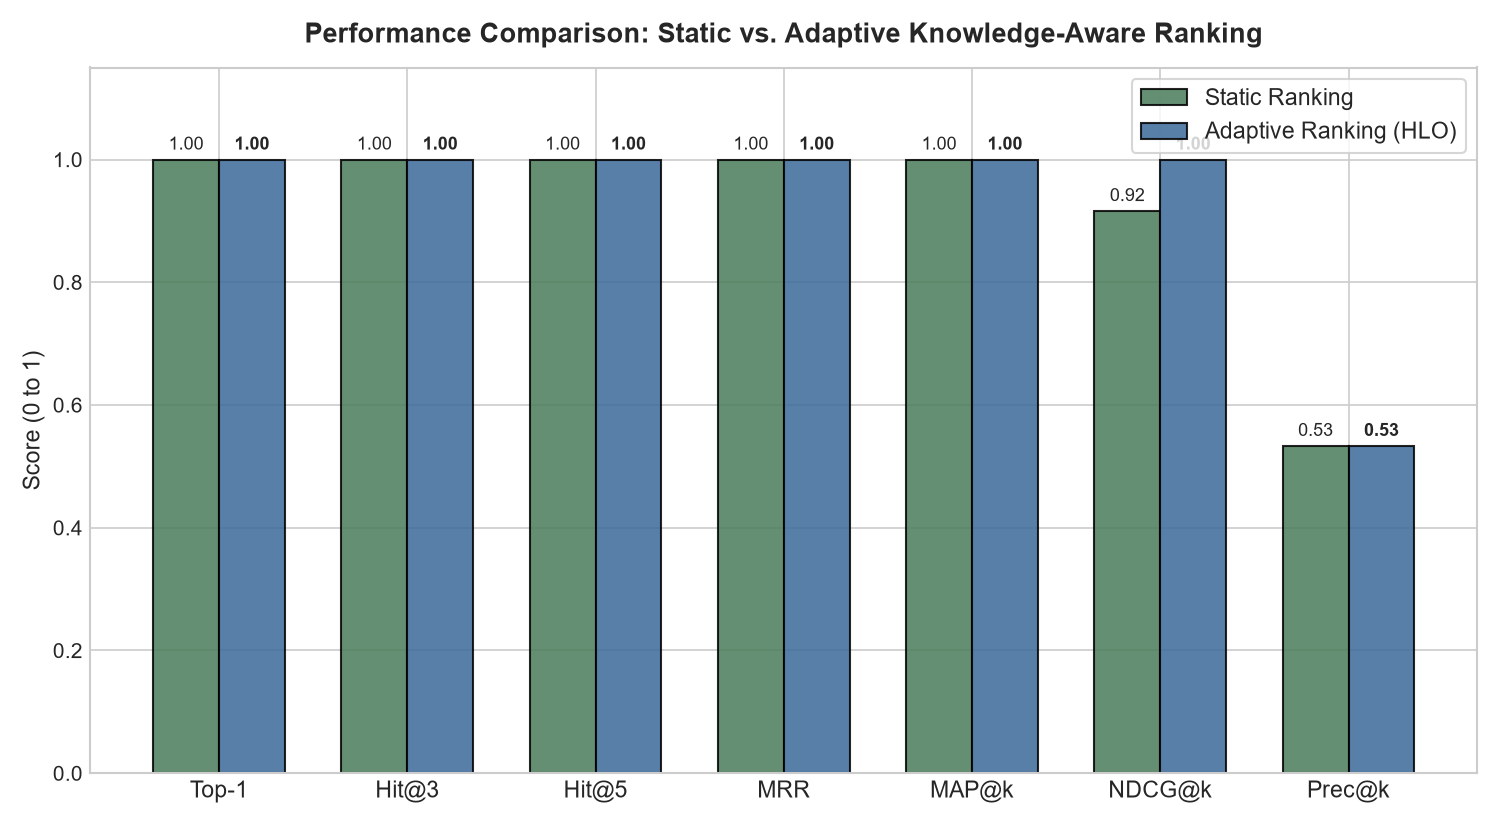 Performance Comparison: Static vs. Adaptive Knowledge-Aware Ranking
Static Ranking
Adaptive Ranking (HLO)
1.00 1.00 1.00 1.00 1.00 1.00 1.00 1.00 1.00 1.00 1.00
0.92
0.53 0.53
Score (0 to 1)
1.0
0.8
0.6
0.4
0.2
0.0
Top-1 Hit@3 Hit@5 MRR MAP@k NDCG@k Prec@k